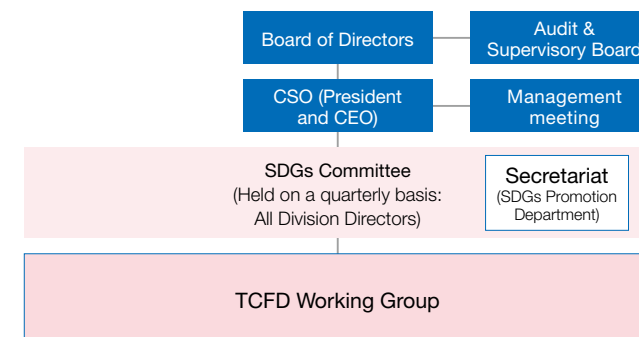 Board of Directors
Audit &
Supervisory Board
CSO (President
and CEO)
Management
meeting
SDGs Committee
(Held on a quarterly basis:
All Division Directors)
Secretariat
(SDGs Promotion
Department)
TCFD Working Group